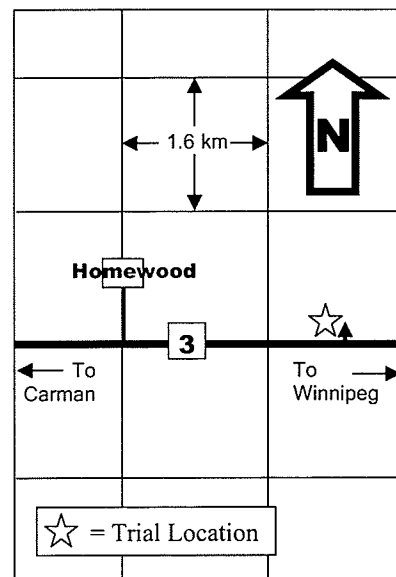 N
1.6 km
Homewood
3
To
Carman
To
Winnipeg
= Trial Location